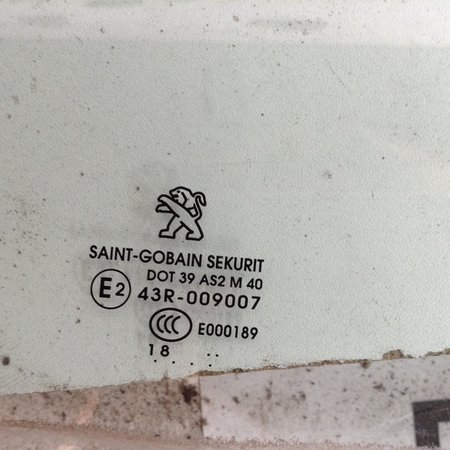 SAINT-GOBAIN SEKURIT
DOT 39 AS2 M 40
E2 43R-009007
CCC E000189
18 .. ... ..